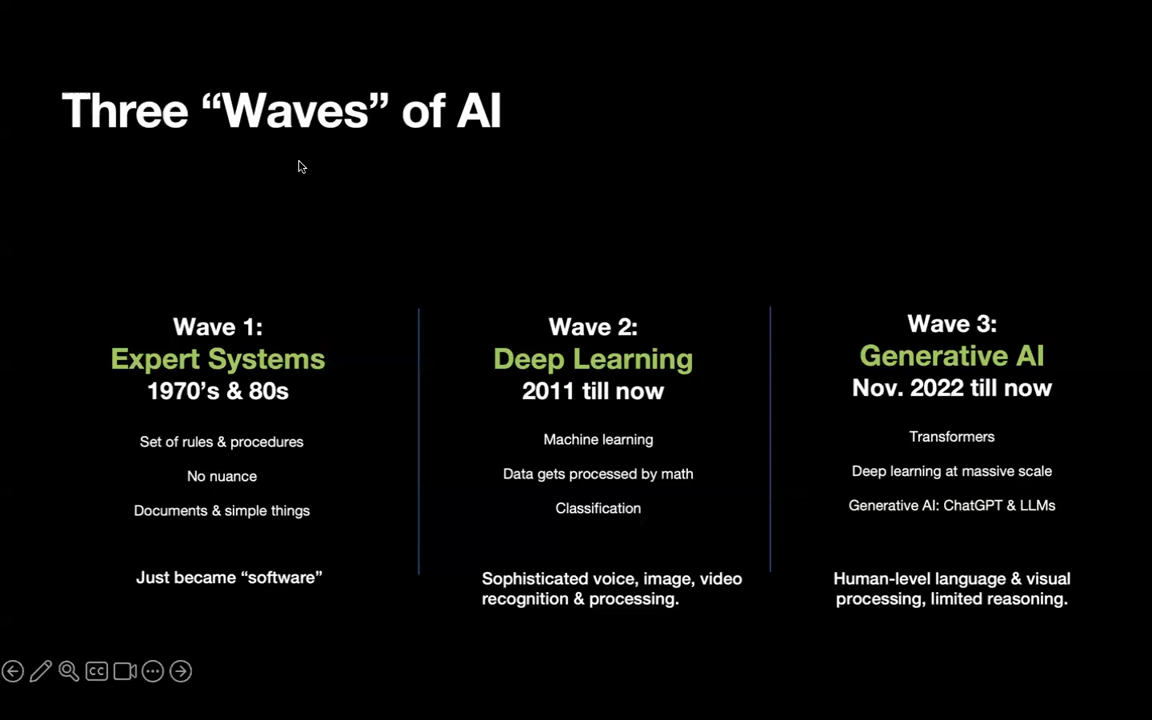 Three “Waves” of AI
Wave 1:
Expert Systems
1970’s & 80s
Set of rules & procedures
No nuance
Documents & simple things
Just became “software”
Wave 2:
Deep Learning
2011 till now
Machine learning
Data gets processed by math
Classification
Sophisticated voice, image, video
recognition & processing.
Wave 3:
Generative AI
Nov. 2022 till now
Transformers
Deep learning at massive scale
Generative AI: ChatGPT & LLMs
Human-level language & visual
processing, limited reasoning.
CC